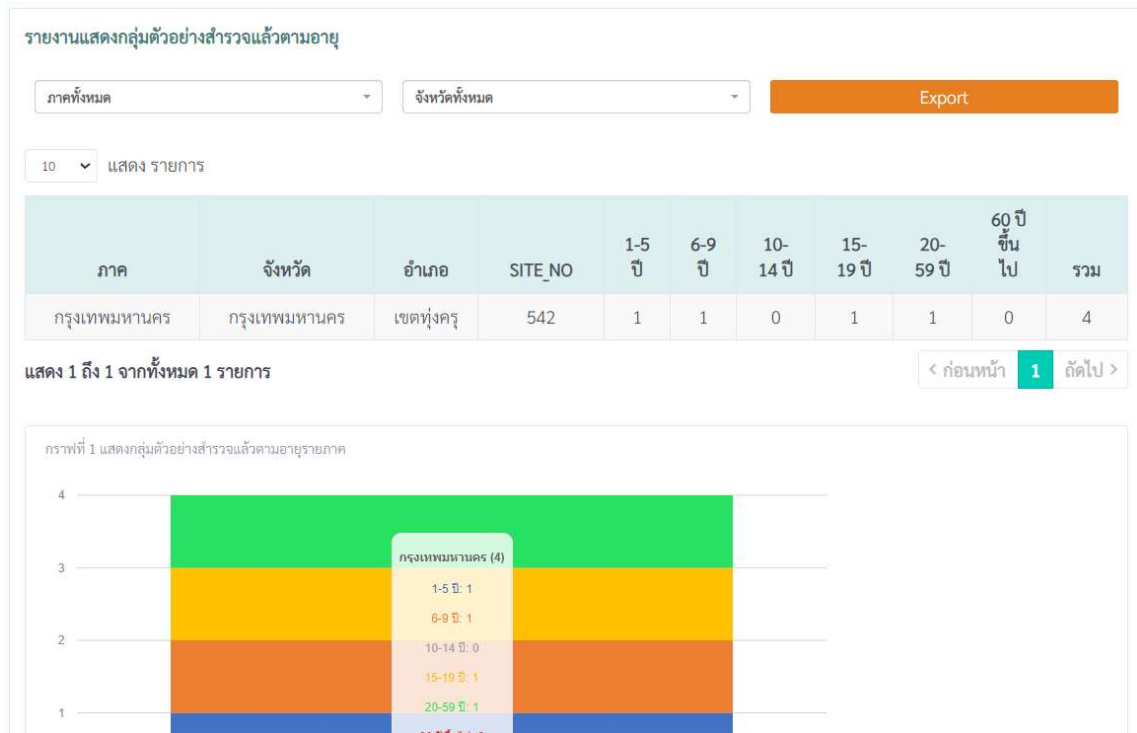 รายงานแสดงกลุ่มตัวอย่างสำรวจแล้วตามอายุ
ภาคทั้งหมด จังหวัดทั้งหมด Export
10 แสดง รายการ
ภาค จังหวัด อำเภอ SITE_NO 1-5 ปี 6-9 ปี 10-14 ปี 15-19 ปี 20-59 ปี 60 ปี ขึ้นไป รวม
กรุงเทพมหานคร กรุงเทพมหานคร เขตทุ่งครุ 542 1 1 0 1 1 0 4
แสดง 1 ถึง 1 จากทั้งหมด 1 รายการ < ก่อนหน้า 1 ถัดไป >
กราฟที่ 1 แสดงกลุ่มตัวอย่างสำรวจแล้วตามอายุรายภาค
4
กรุงเทพมหานคร (4)
3
1-5 ปี: 1
6-9 ปี: 1
2
10-14 ปี: 0
15-19 ปี: 1
20-59 ปี: 1
1